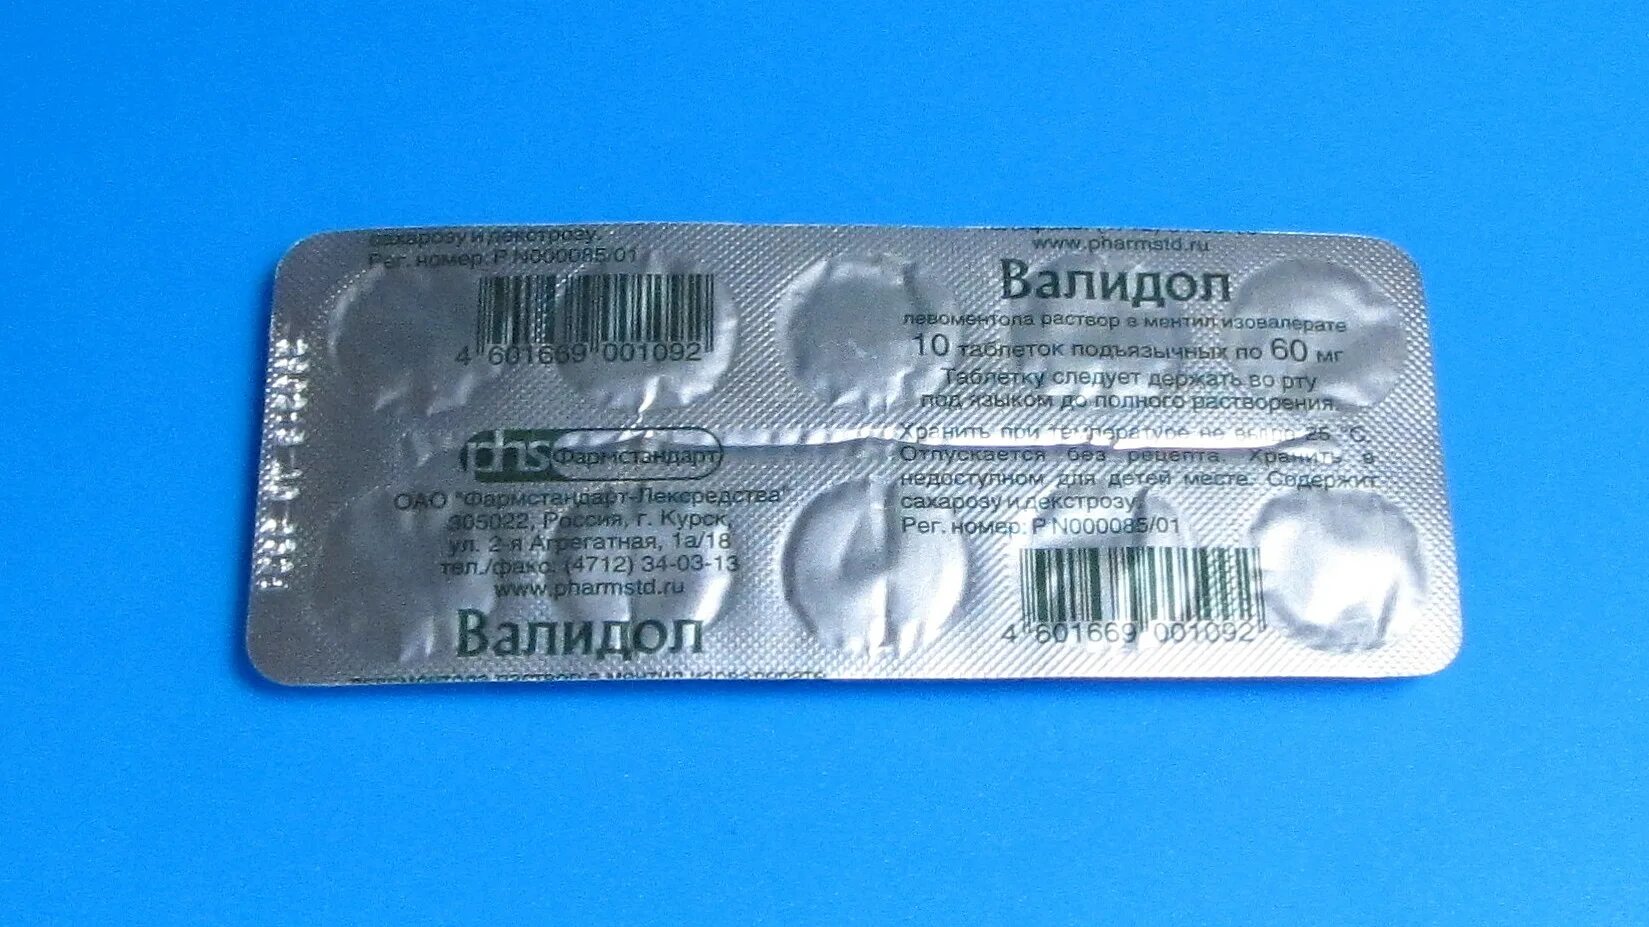 сахарозу и декстрозу.
Рег. номер: P N000085/01
4 601669 001092
phs Фармстандарт
ОАО "Фармстандарт-Лексредства"
305022, Россия, г. Курск,
ул. 2-я Агрегатная, 1а/18
тел./факс: (4712) 34-03-13
www.pharmstd.ru
Валидол
www.pharmstd.ru
Валидол
левоментола раствор в ментил изовалерате
10 таблеток подъязычных по 60 мг
Таблетку следует держать во рту
под языком до полного растворения.
Хранить при температуре не выше 25 °C.
Отпускается без рецепта. Хранить в
недоступном для детей месте. Содержит
сахарозу и декстрозу.
Рег. номер: P N000085/01
4 601669 001092